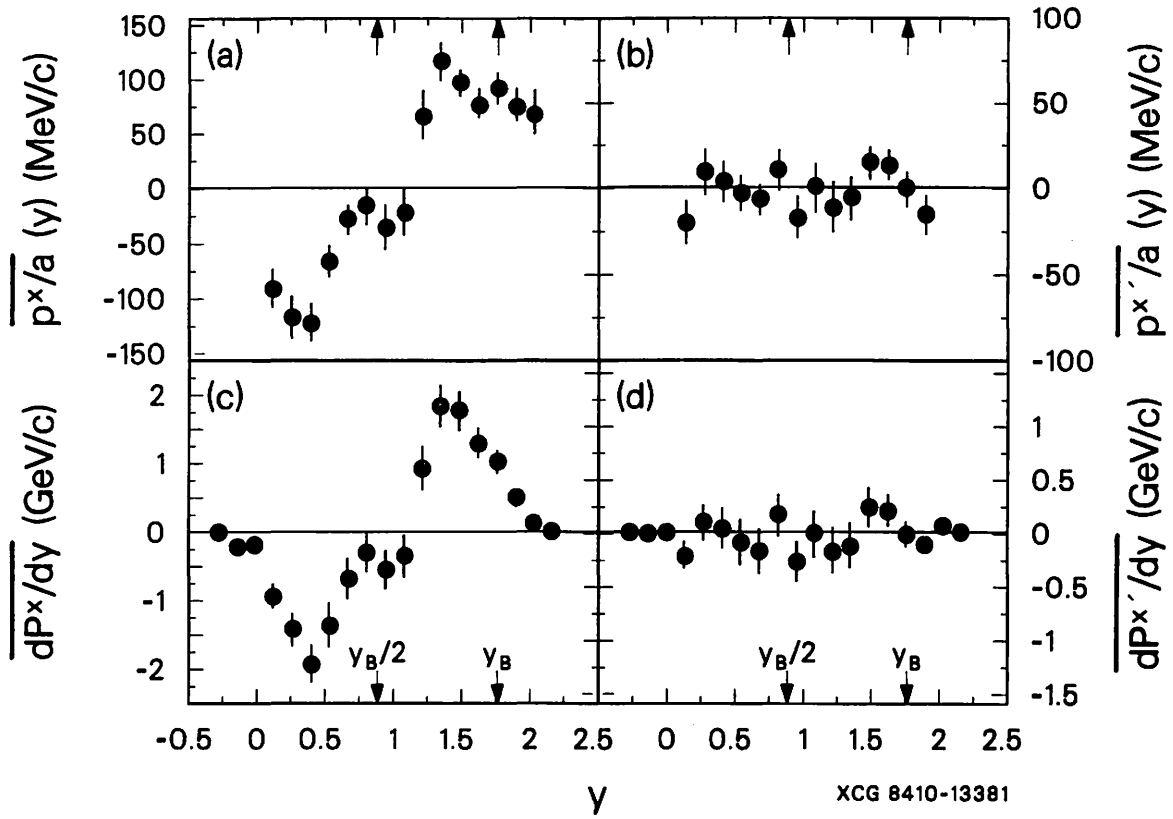 (a)
(b)
150
100
50
0
-50
-100
-150
p^x/a (y) (MeV/c)
100
50
0
-50
-100
p^x´/a (y) (MeV/c)
(c)
(d)
2
1
0
-1
-2
dP^x/dy (GeV/c)
1
0.5
0
-0.5
-1
-1.5
dP^x´/dy (GeV/c)
y_B/2
y_B
y_B/2
y_B
-0.5 0 0.5 1 1.5 2 2.5
0 0.5 1 1.5 2 2.5
y
XCG 8410-13381